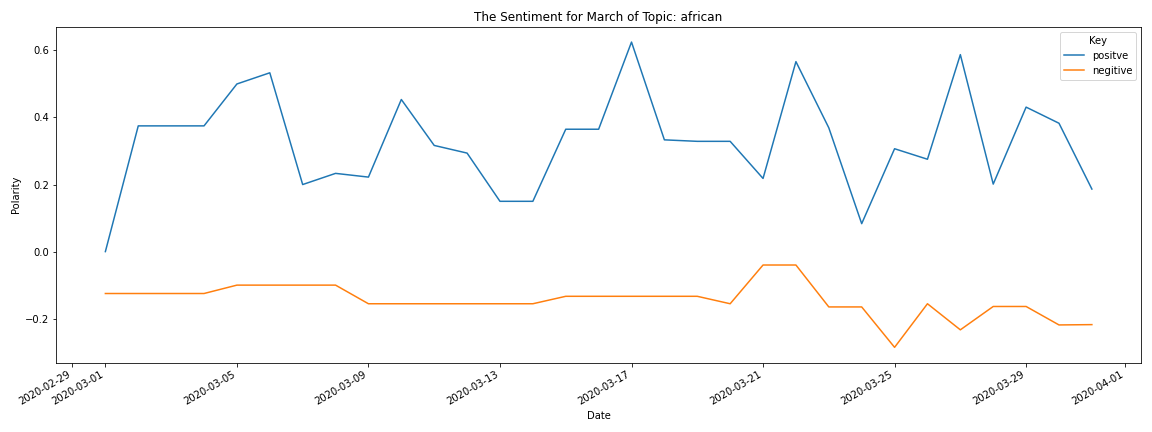 The Sentiment for March of Topic: african
Key
positve
negitive
Polarity
0.6
0.4
0.2
0.0
−0.2
2020-02-29
2020-03-01
2020-03-05
2020-03-09
2020-03-13
2020-03-17
2020-03-21
2020-03-25
2020-03-29
2020-04-01
Date